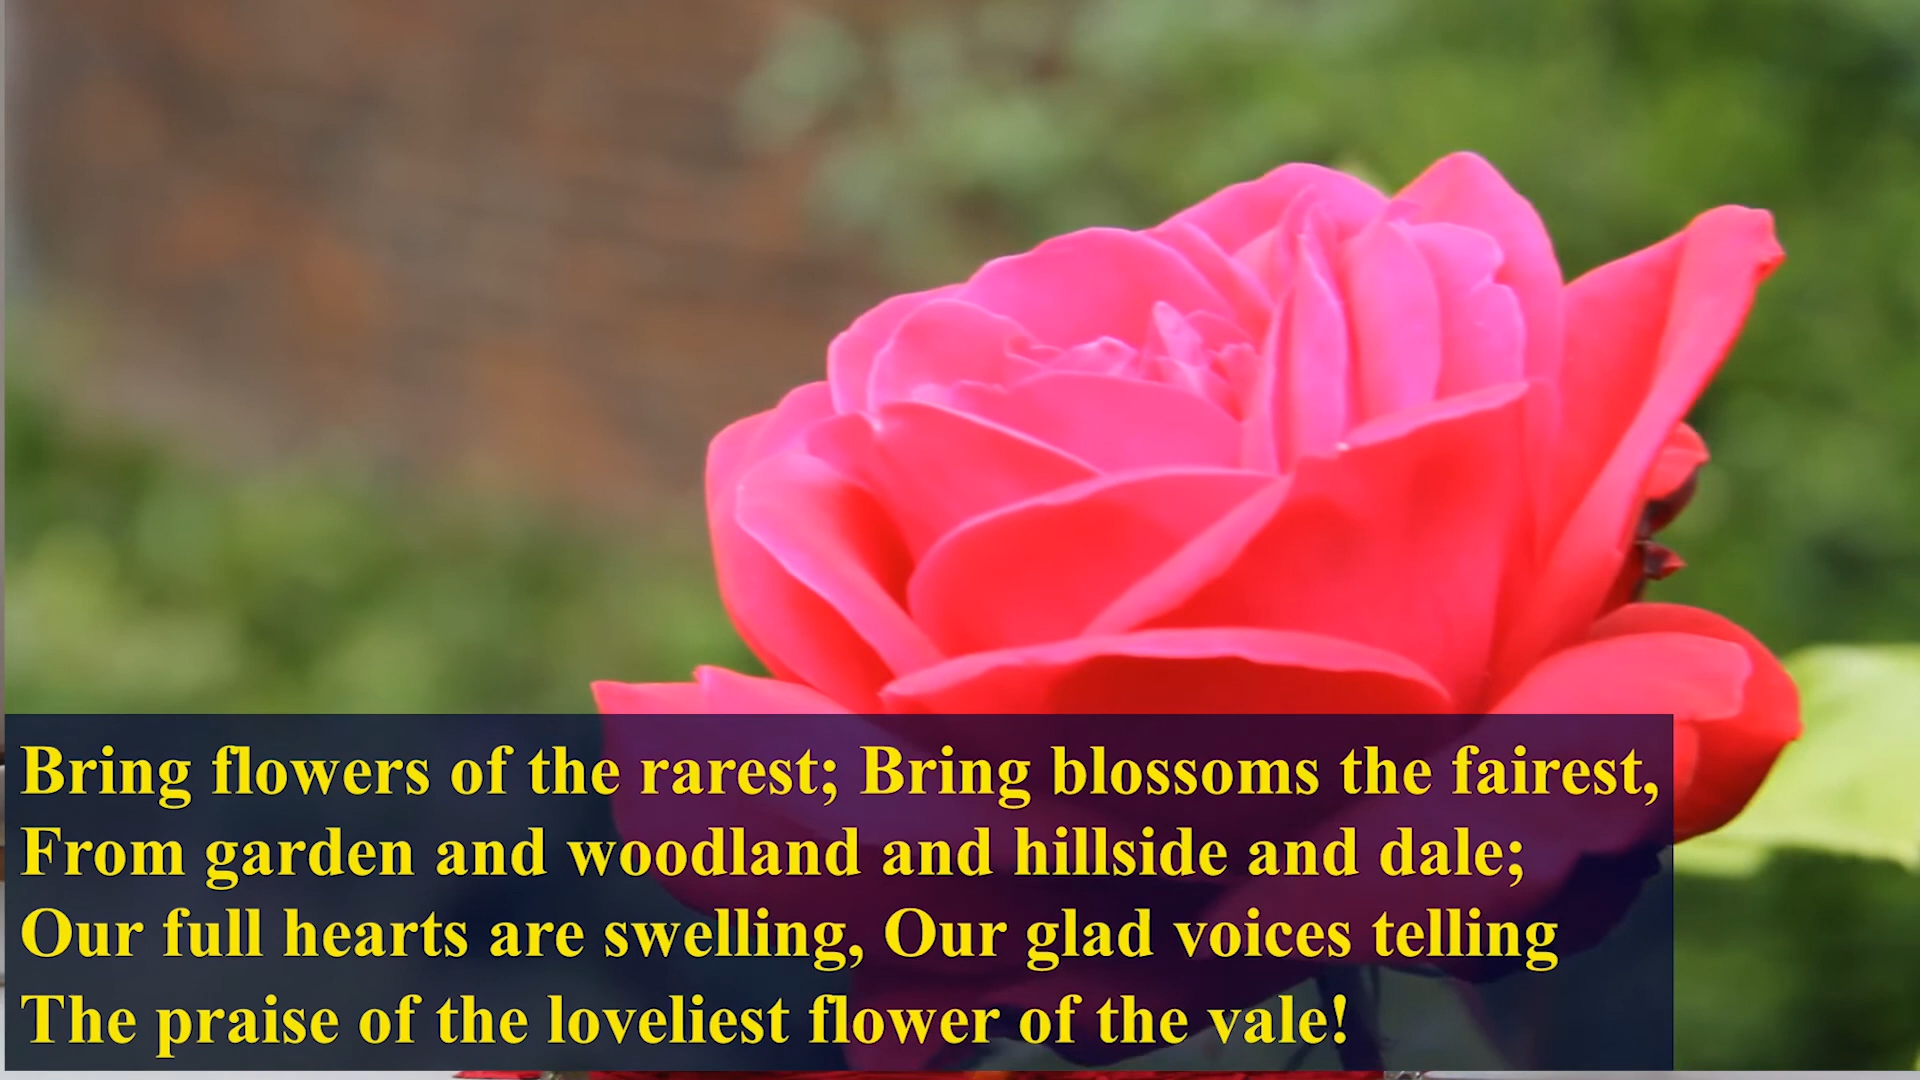 Bring flowers of the rarest; Bring blossoms the fairest,
From garden and woodland and hillside and dale;
Our full hearts are swelling, Our glad voices telling
The praise of the loveliest flower of the vale!